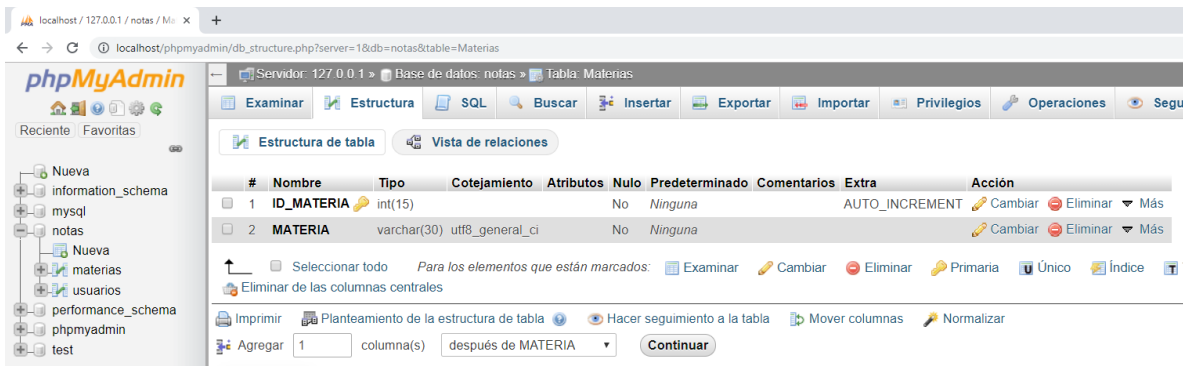 localhost / 127.0.0.1 / notas / Ma
localhost/phpmyadmin/db_structure.php?server=1&db=notas&table=Materias
phpMyAdmin
Reciente Favoritas
Nueva
information_schema
mysql
notas
Nueva
materias
usuarios
performance_schema
phpmyadmin
test
Servidor: 127.0.0.1 » Base de datos: notas » Tabla: Materias
Examinar Estructura SQL Buscar Insertar Exportar Importar Privilegios Operaciones Segu
Estructura de tabla Vista de relaciones
# Nombre Tipo Cotejamiento Atributos Nulo Predeterminado Comentarios Extra Acción
1 ID_MATERIA int(15) No Ninguna AUTO_INCREMENT Cambiar Eliminar Más
2 MATERIA varchar(30) utf8_general_ci No Ninguna Cambiar Eliminar Más
Seleccionar todo Para los elementos que están marcados: Examinar Cambiar Eliminar Primaria Único Índice T
Eliminar de las columnas centrales
Imprimir Planteamiento de la estructura de tabla Hacer seguimiento a la tabla Mover columnas Normalizar
Agregar 1 columna(s) después de MATERIA Continuar